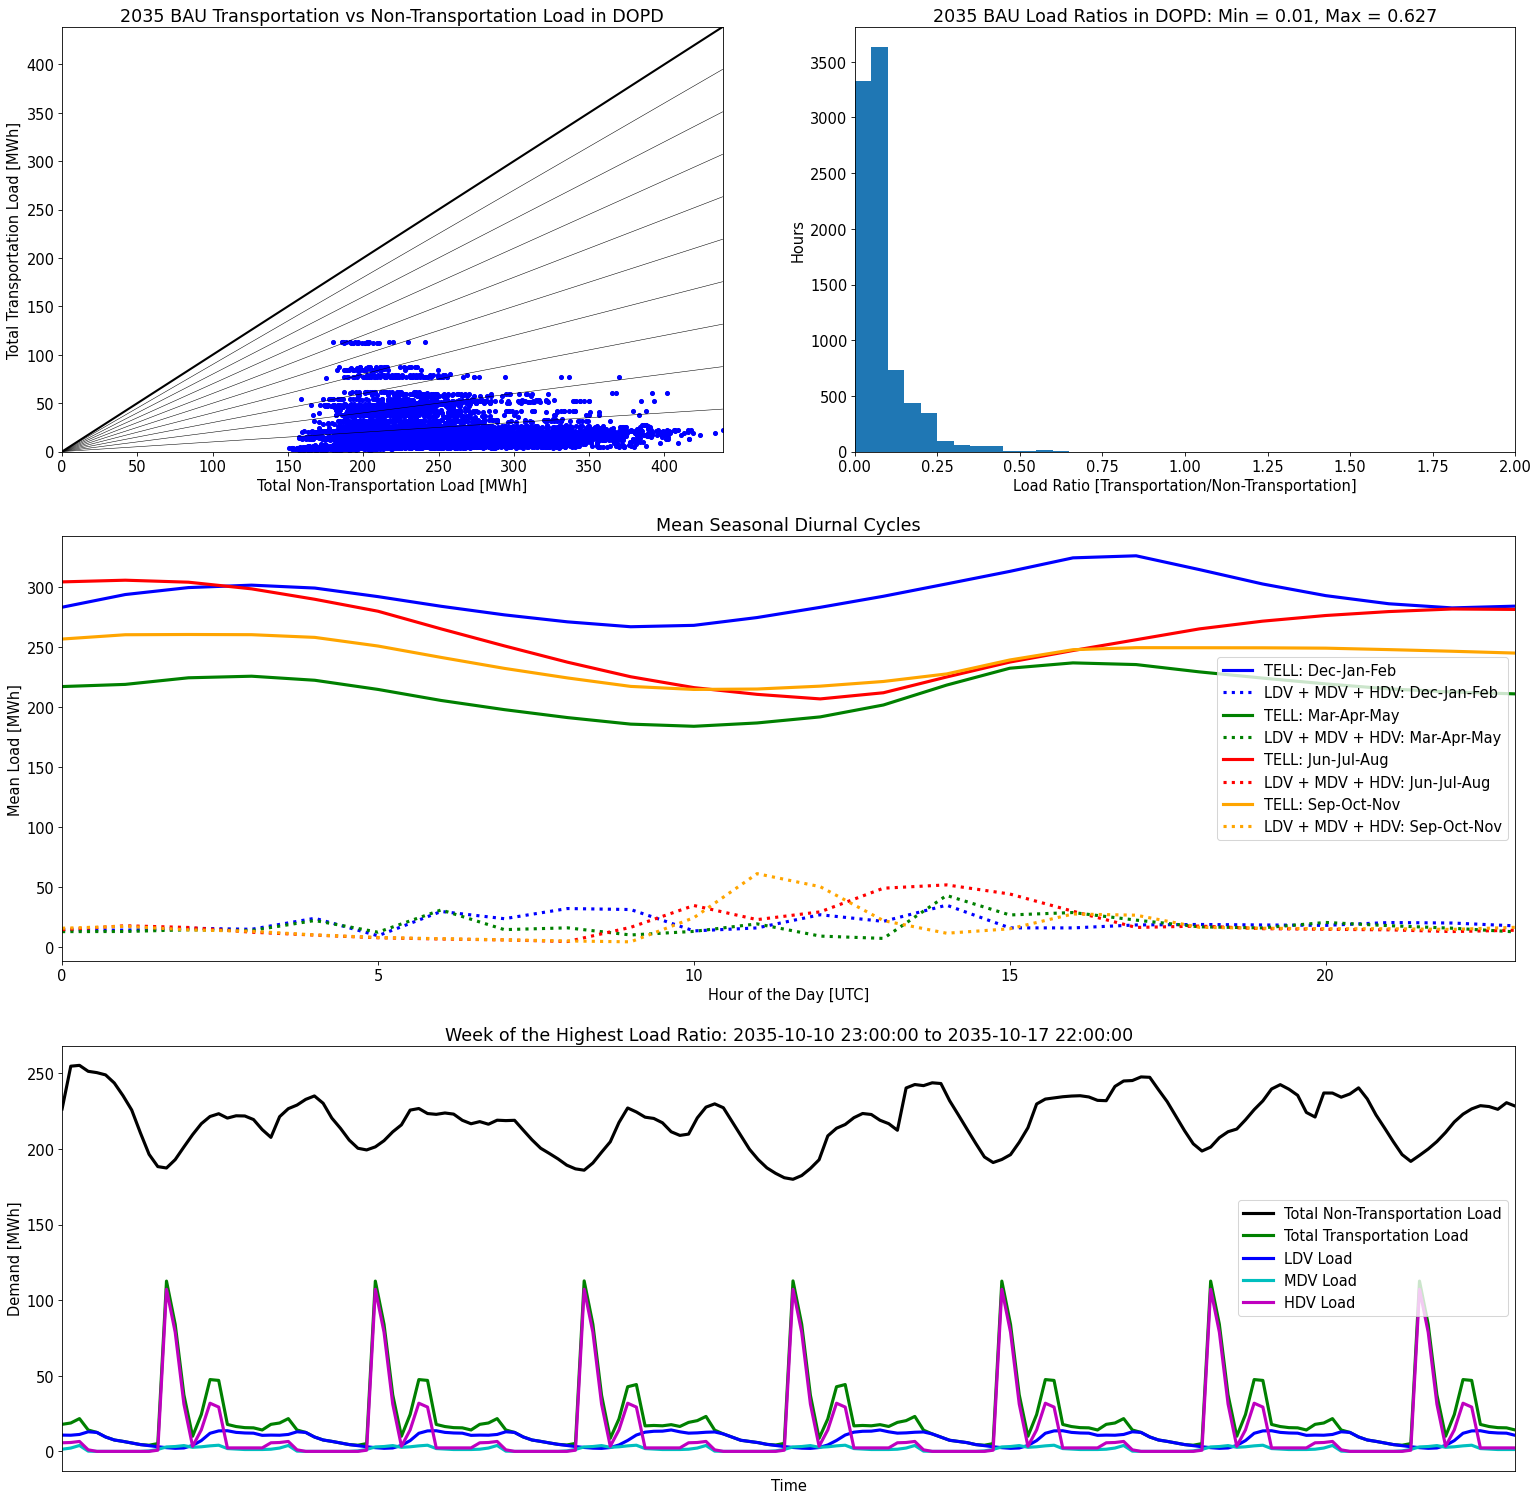 2035 BAU Transportation vs Non-Transportation Load in DOPD
Total Transportation Load [MWh]
400
350
300
250
200
150
100
50
0
0 50 100 150 200 250 300 350 400
Total Non-Transportation Load [MWh]
2035 BAU Load Ratios in DOPD: Min = 0.01, Max = 0.627
Hours
3500
3000
2500
2000
1500
1000
500
0
0.00 0.25 0.50 0.75 1.00 1.25 1.50 1.75 2.00
Load Ratio [Transportation/Non-Transportation]
Mean Seasonal Diurnal Cycles
Mean Load [MWh]
300
250
200
150
100
50
0
TELL: Dec-Jan-Feb
LDV + MDV + HDV: Dec-Jan-Feb
TELL: Mar-Apr-May
LDV + MDV + HDV: Mar-Apr-May
TELL: Jun-Jul-Aug
LDV + MDV + HDV: Jun-Jul-Aug
TELL: Sep-Oct-Nov
LDV + MDV + HDV: Sep-Oct-Nov
0 5 10 15 20
Hour of the Day [UTC]
Week of the Highest Load Ratio: 2035-10-10 23:00:00 to 2035-10-17 22:00:00
Demand [MWh]
250
200
150
100
50
0
Total Non-Transportation Load
Total Transportation Load
LDV Load
MDV Load
HDV Load
Time